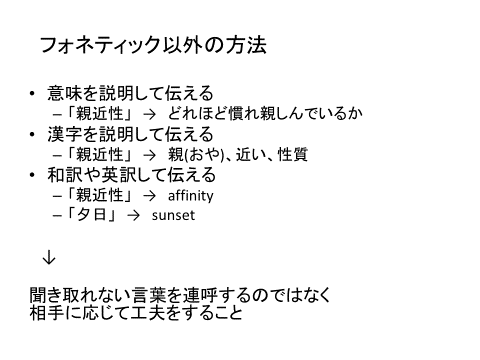 フォネティック以外の方法
• 意味を説明して伝える
– 「親近性」 → どれほど慣れ親しんでいるか
• 漢字を説明して伝える
– 「親近性」 → 親(おや)、近い、性質
• 和訳や英訳して伝える
– 「親近性」 → affinity
– 「夕日」 → sunset
↓
聞き取れない言葉を連呼するのではなく
相手に応じて工夫をすること